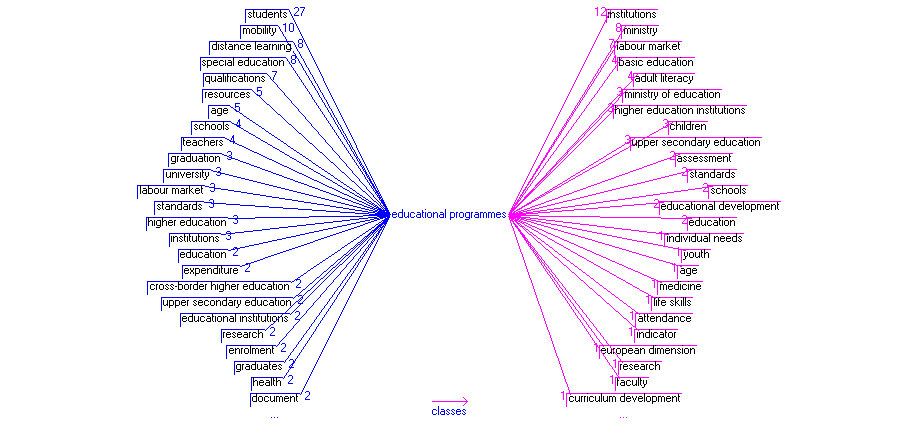 students 27
mobility 10
distance learning 8
special education 8
qualifications 7
resources 5
age 5
schools 4
teachers 4
graduation 3
university 3
labour market 3
standards 3
higher education 3
institutions 3
education 2
expenditure 2
cross-border higher education 2
upper secondary education 2
educational institutions 2
research 2
enrolment 2
graduates 2
health 2
document 2
...
educational programmes
classes
12 institutions
8 ministry
7 labour market
4 basic education
4 adult literacy
3 ministry of education
3 higher education institutions
3 children
3 upper secondary education
2 assessment
2 standards
2 schools
2 educational development
2 education
1 individual needs
1 youth
1 age
1 medicine
1 life skills
1 attendance
1 indicator
1 european dimension
1 research
1 faculty
1 curriculum development
...